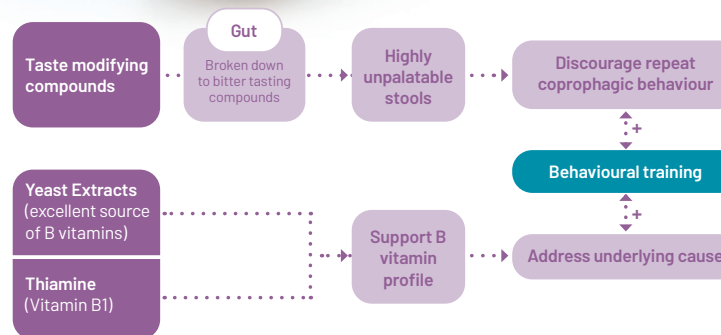 Gut
Taste modifying
compounds
Broken down
to bitter tasting
compounds
Highly
unpalatable
stools
Discourage repeat
coprophagic behaviour
+
Behavioural training
+
Yeast Extracts
(excellent source
of B vitamins)
Thiamine
(Vitamin B1)
Support B
vitamin
profile
Address underlying cause